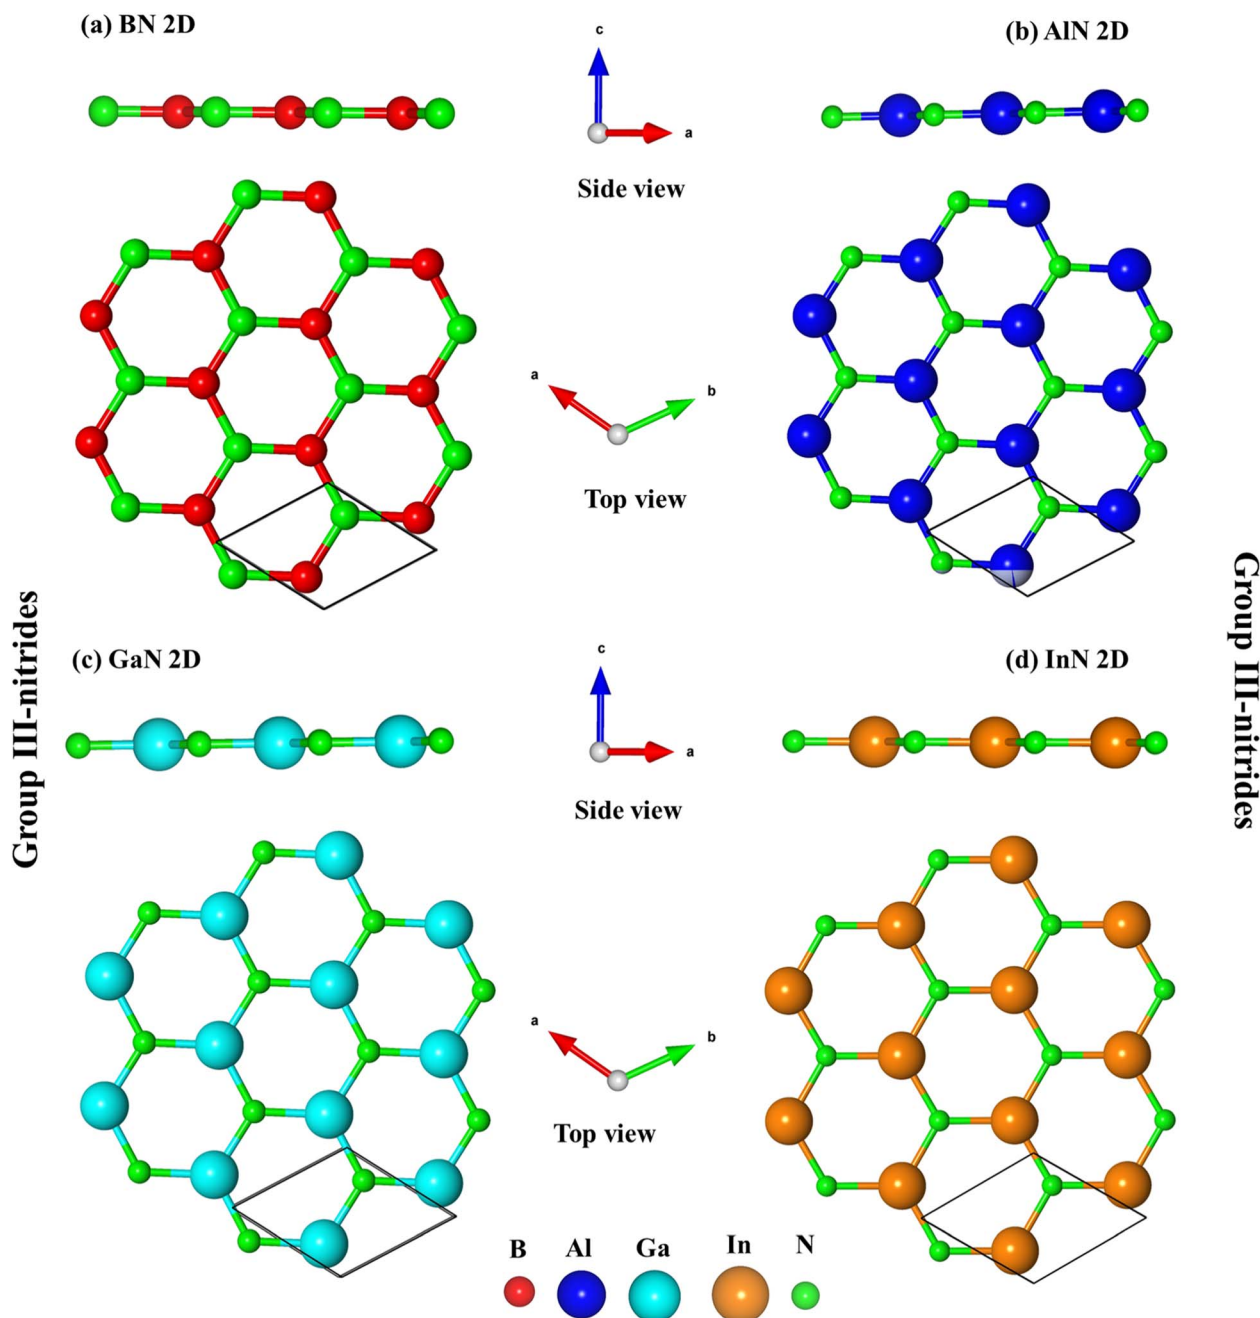 (a) BN 2D
(b) AlN 2D
c
a
Side view
a
b
Top view
Group III-nitrides
Group III-nitrides
(c) GaN 2D
(d) InN 2D
c
a
Side view
a
b
Top view
B
Al
Ga
In
N